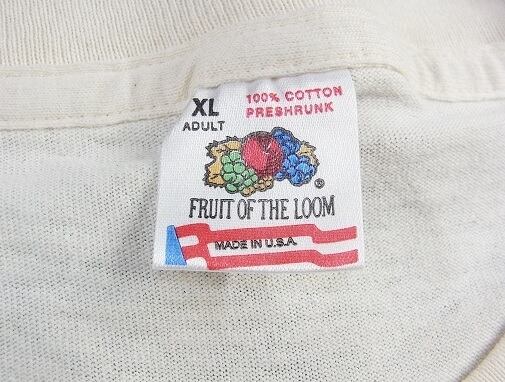 XL
ADULT
100% COTTON
PRESHRUNK
®
FRUIT OF THE LOOM
MADE IN U.S.A.